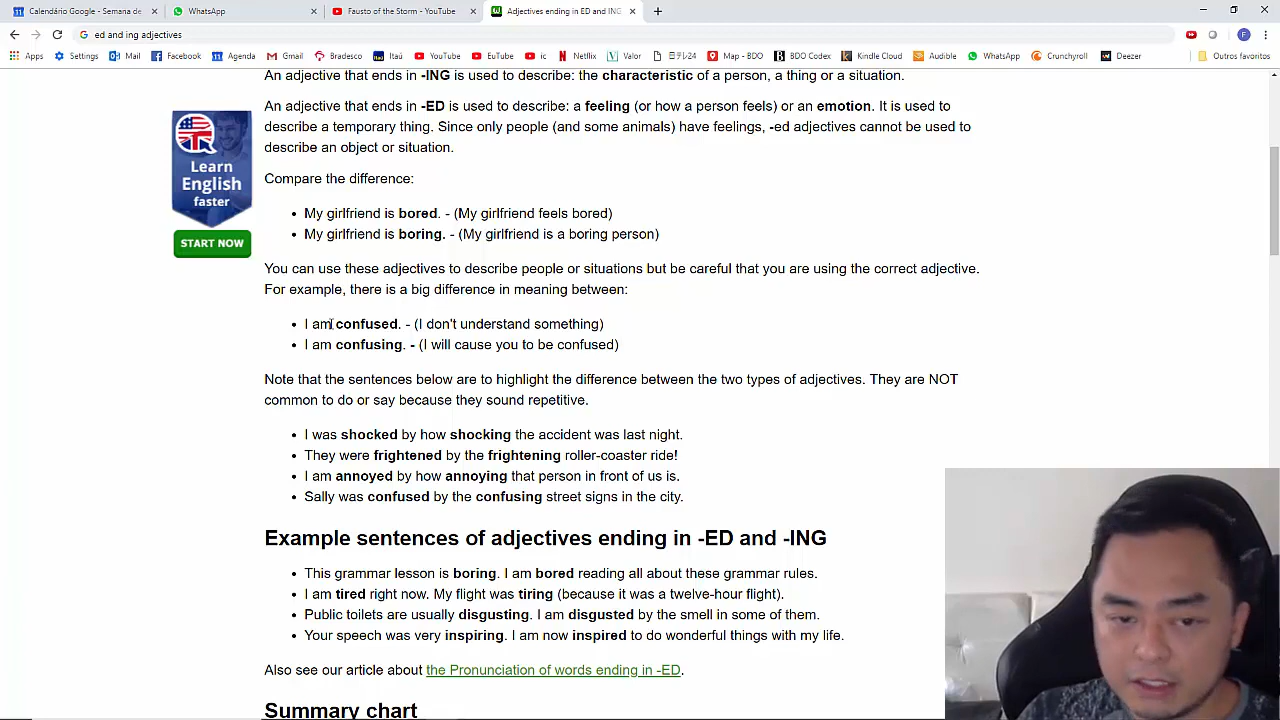 Calendário Google - Semana de
WhatsApp
Fausto of the Storm - YouTube
Adjectives ending in ED and ING
ed and ing adjectives
Apps Settings Mail Facebook Agenda Gmail Bradesco Itaú YouTube EuTube ic Netflix Valor Map - BDO BDO Codex Kindle Cloud Audible WhatsApp Crunchyroll Deezer Outros favoritos
An adjective that ends in -ING is used to describe: the characteristic of a person, a thing or a situation.
An adjective that ends in -ED is used to describe: a feeling (or how a person feels) or an emotion. It is used to
describe a temporary thing. Since only people (and some animals) have feelings, -ed adjectives cannot be used to
describe an object or situation.
Learn
English
faster
START NOW
Compare the difference:
My girlfriend is bored. - (My girlfriend feels bored)
My girlfriend is boring. - (My girlfriend is a boring person)
You can use these adjectives to describe people or situations but be careful that you are using the correct adjective.
For example, there is a big difference in meaning between:
I am confused. - (I don't understand something)
I am confusing. - (I will cause you to be confused)
Note that the sentences below are to highlight the difference between the two types of adjectives. They are NOT
common to do or say because they sound repetitive.
I was shocked by how shocking the accident was last night.
They were frightened by the frightening roller-coaster ride!
I am annoyed by how annoying that person in front of us is.
Sally was confused by the confusing street signs in the city.
Example sentences of adjectives ending in -ED and -ING
This grammar lesson is boring. I am bored reading all about these grammar rules.
I am tired right now. My flight was tiring (because it was a twelve-hour flight).
Public toilets are usually disgusting. I am disgusted by the smell in some of them.
Your speech was very inspiring. I am now inspired to do wonderful things with my life.
Also see our article about the Pronunciation of words ending in -ED.
Summary chart